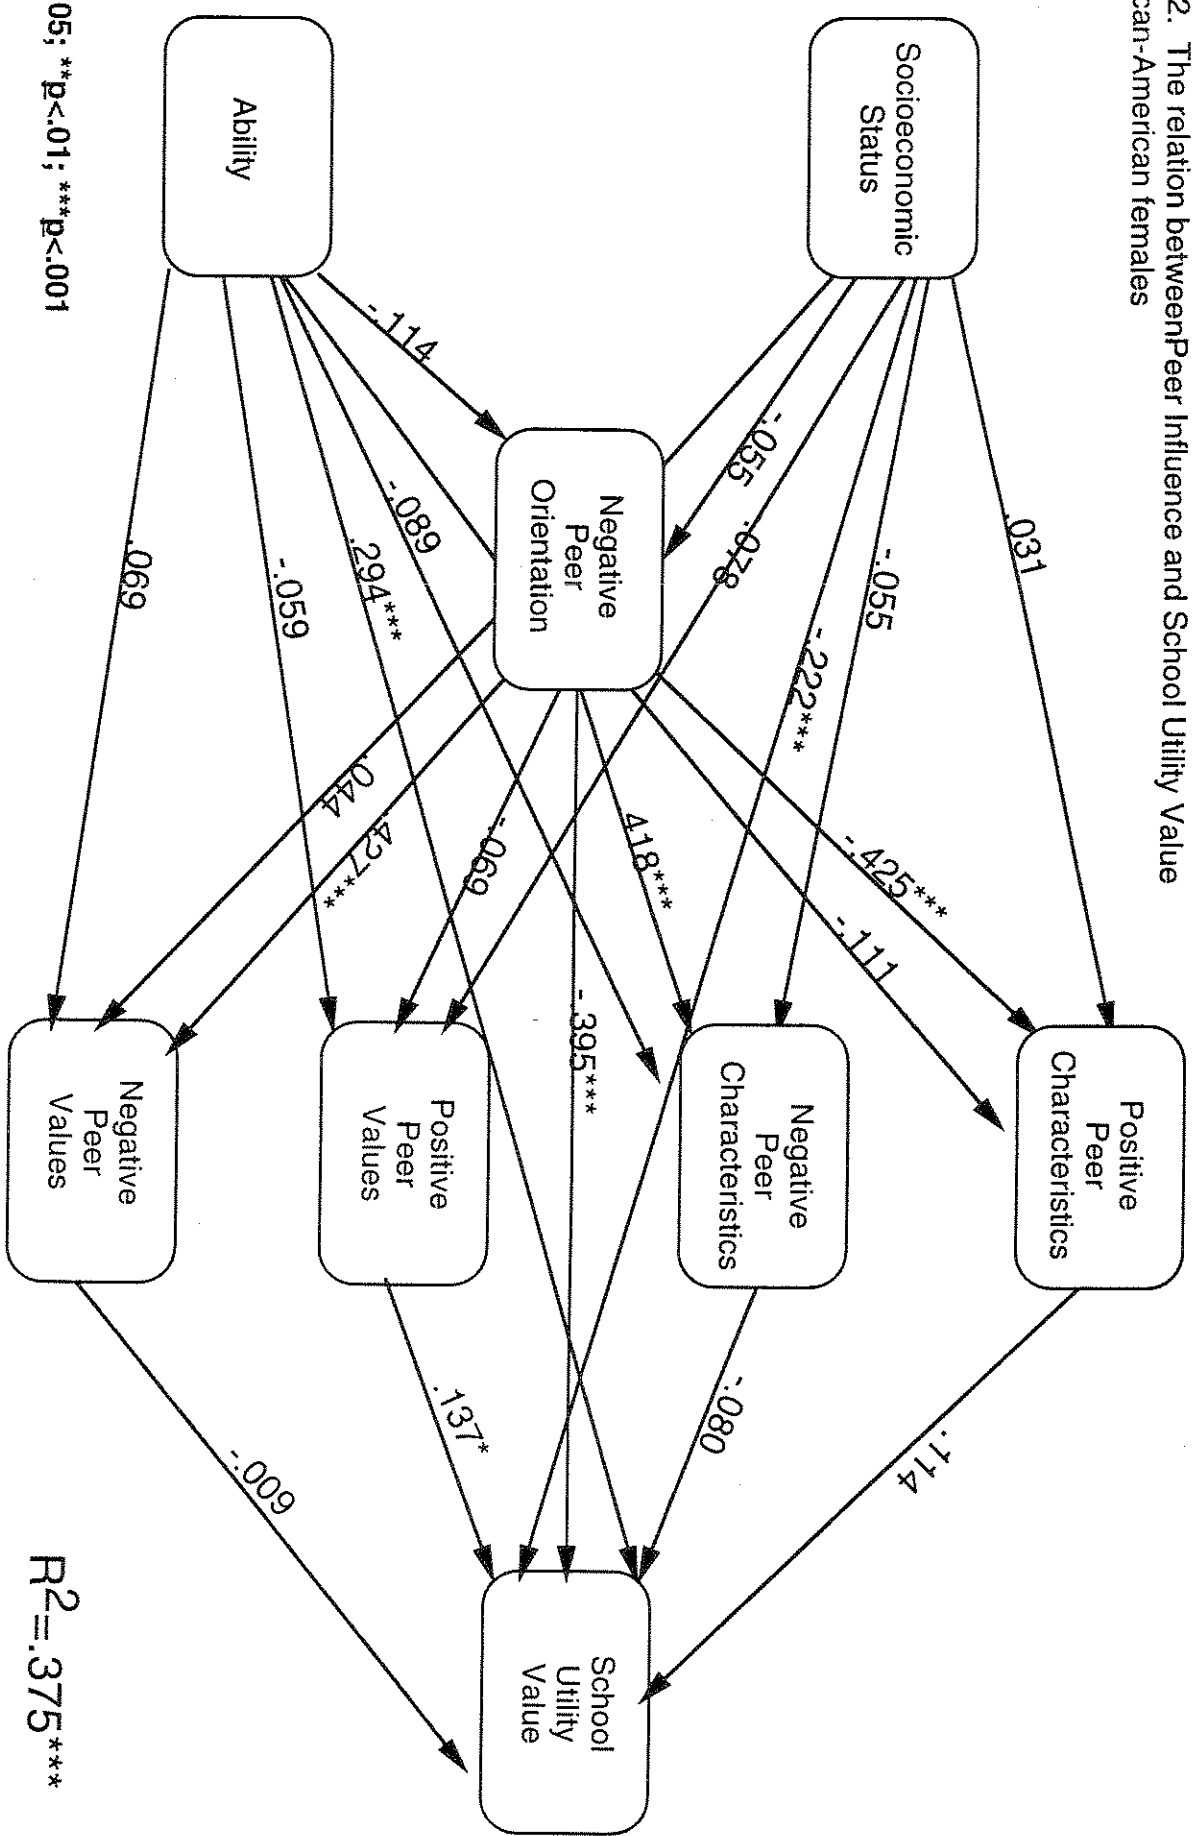 2. The relation betweenPeer Influence and School Utility Value
can-American females
Socioeconomic
Status
Ability
Negative
Peer
Orientation
Positive
Peer
Characteristics
Negative
Peer
Characteristics
Positive
Peer
Values
Negative
Peer
Values
School
Utility
Value
.031
-.055
-.222***
.078
-.055
-.114
-.089
.294***
-.059
.069
-.425***
-.111
.418***
-.395***
-.069
.427***
.044
.114
-.080
.137*
-.009
R2=.375***
05; **p<.01; ***p<.001